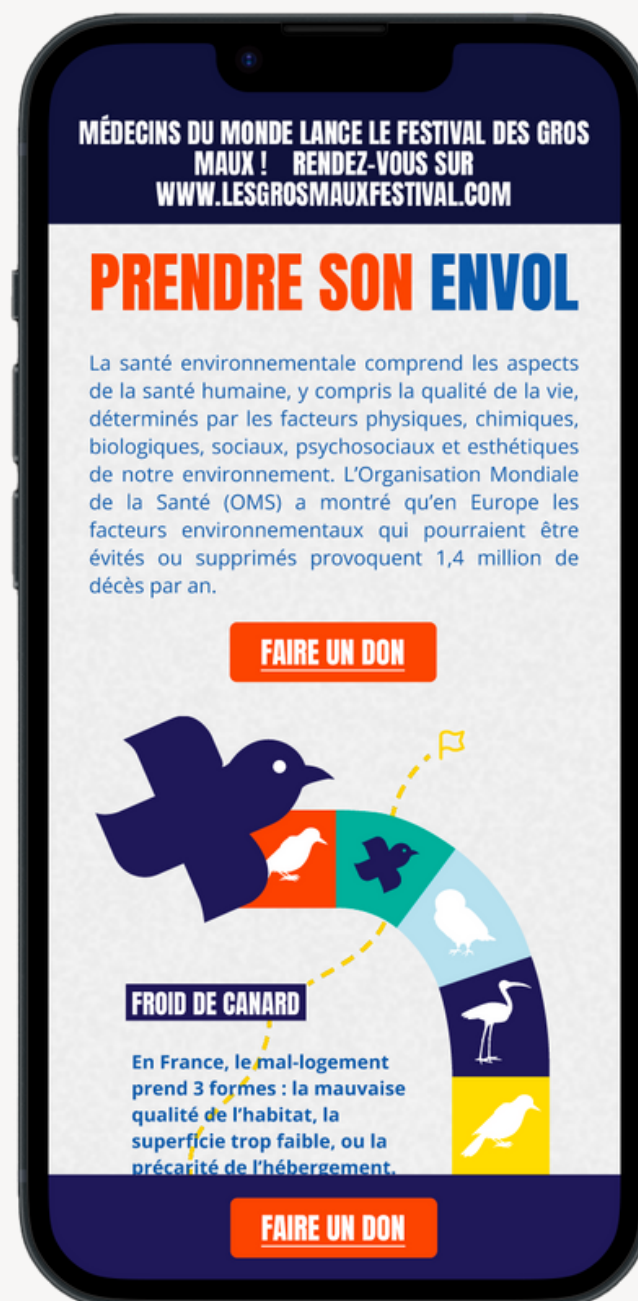 MÉDECINS DU MONDE LANCE LE FESTIVAL DES GROS
MAUX ! RENDEZ-VOUS SUR
WWW.LESGROSMAUXFESTIVAL.COM
PRENDRE SON ENVOL
La santé environnementale comprend les aspects
de la santé humaine, y compris la qualité de la vie,
déterminés par les facteurs physiques, chimiques,
biologiques, sociaux, psychosociaux et esthétiques
de notre environnement. L’Organisation Mondiale
de la Santé (OMS) a montré qu’en Europe les
facteurs environnementaux qui pourraient être
évités ou supprimés provoquent 1,4 million de
décès par an.
FAIRE UN DON
FROID DE CANARD
En France, le mal-logement
prend 3 formes : la mauvaise
qualité de l’habitat, la
superficie trop faible, ou la
précarité de l’hébergement.
FAIRE UN DON